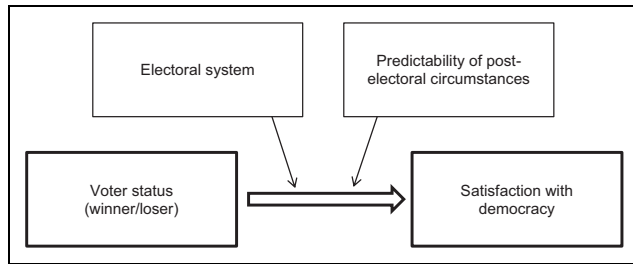 Electoral system
Predictability of post-
electoral circumstances
Voter status
(winner/loser)
Satisfaction with
democracy